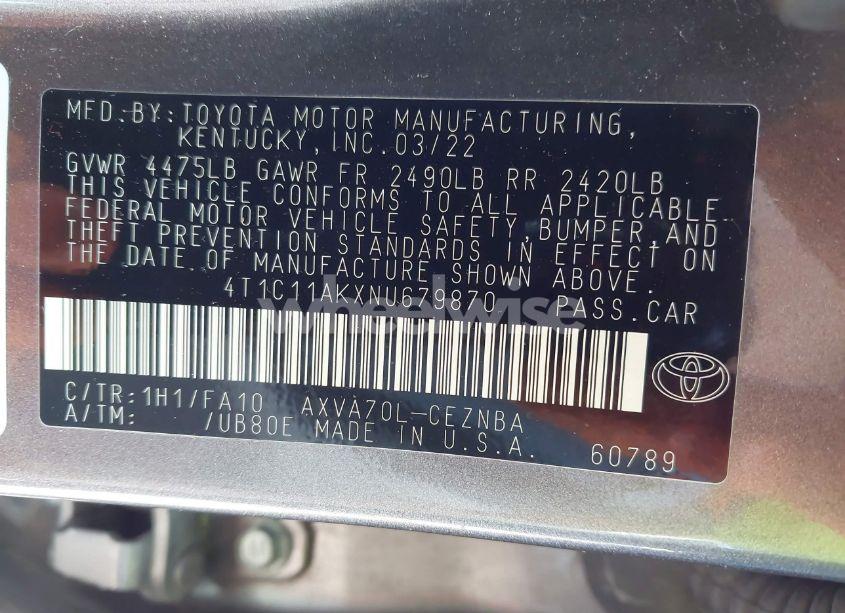 MFD.BY:TOYOTA MOTOR MANUFACTURING,
KENTUCKY,INC.03/22
GVWR 4475LB GAWR FR 2490LB RR 2420LB
THIS VEHICLE CONFORMS TO ALL APPLICABLE
FEDERAL MOTOR VEHICLE SAFETY,BUMPER,AND
THEFT PREVENTION STANDARDS IN EFFECT ON
THE DATE OF MANUFACTURE SHOWN ABOVE.
4T1C11AKXNU679870 PASS.CAR
wheelwise
C/TR:1H1/FA10 AXVA70L-CEZNBA
A/TM: /UB80E MADE IN U.S.A. 60789